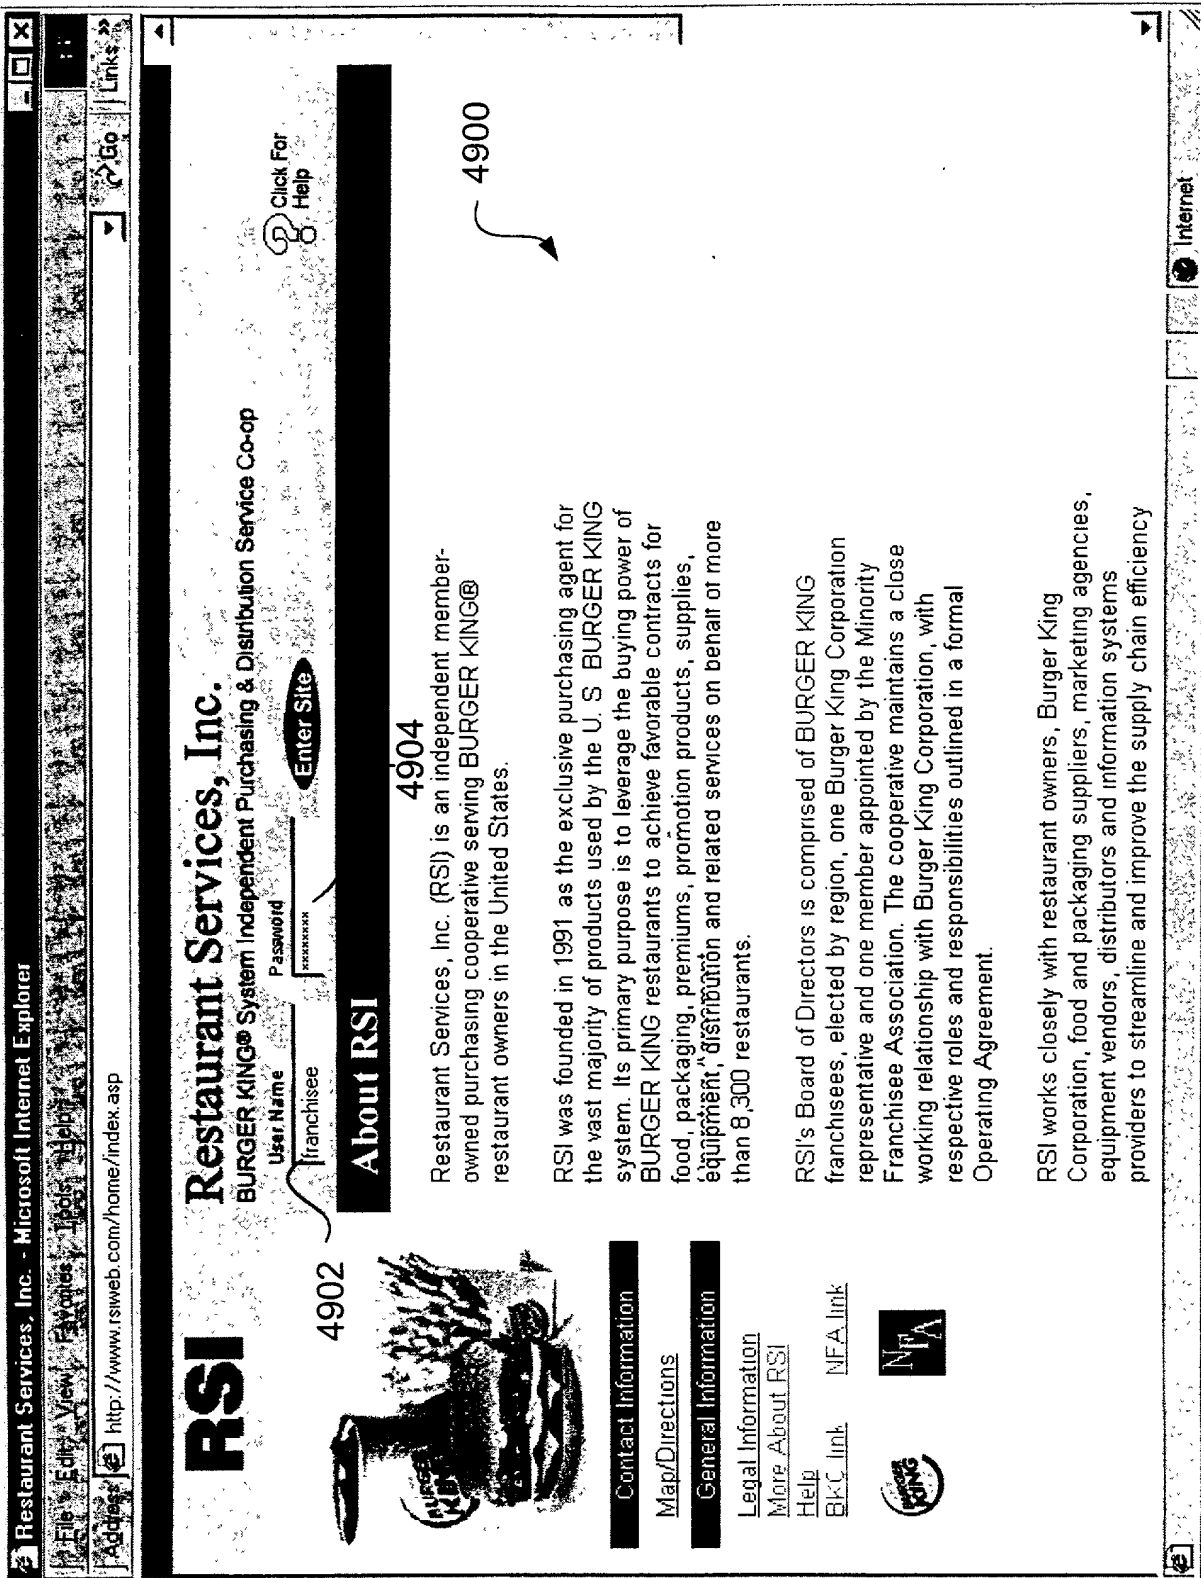 Restaurant Services, Inc. - Microsoft Internet Explorer
File Edit View Favorites Tools Help
Address http://www.rsiweb.com/home/index.asp Go Links »
RSI
Restaurant Services, Inc.
BURGER KING® System Independent Purchasing & Distribution Service Co-op
User Name Password
franchisee xxxxxxxx Enter Site
Click For
Help
4902
4904
4900
About RSI
BURGER
KING
Contact Information
Map/Directions
General Information
Legal Information
More About RSI
Help
BKC link NFA link
BURGER
KING
NFA
Restaurant Services, Inc. (RSI) is an independent member-
owned purchasing cooperative serving BURGER KING®
restaurant owners in the United States.
RSI was founded in 1991 as the exclusive purchasing agent for
the vast majority of products used by the U. S. BURGER KING
system. Its primary purpose is to leverage the buying power of
BURGER KING restaurants to achieve favorable contracts for
food, packaging, premiums, promotion products, supplies,
equipment, distribution and related services on behalf of more
than 8,300 restaurants.
RSI's Board of Directors is comprised of BURGER KING
franchisees, elected by region, one Burger King Corporation
representative and one member appointed by the Minority
Franchisee Association. The cooperative maintains a close
working relationship with Burger King Corporation, with
respective roles and responsibilities outlined in a formal
Operating Agreement.
RSI works closely with restaurant owners, Burger King
Corporation, food and packaging suppliers, marketing agencies,
equipment vendors, distributors and information systems
providers to streamline and improve the supply chain efficiency
Internet